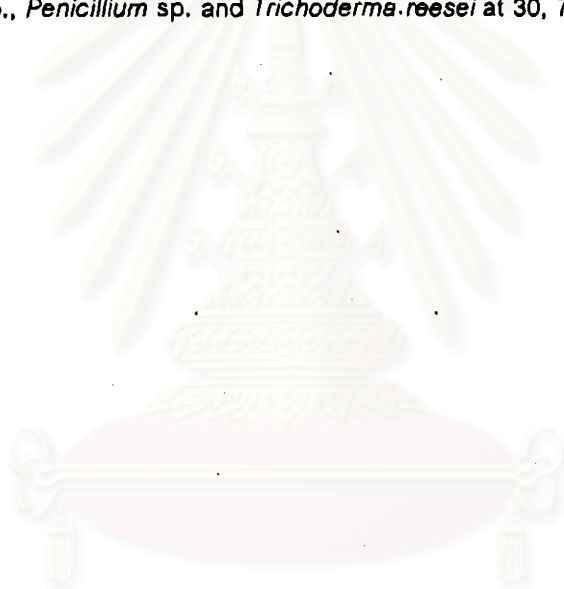 ., Penicillium sp. and Trichoderma.reesei at 30,